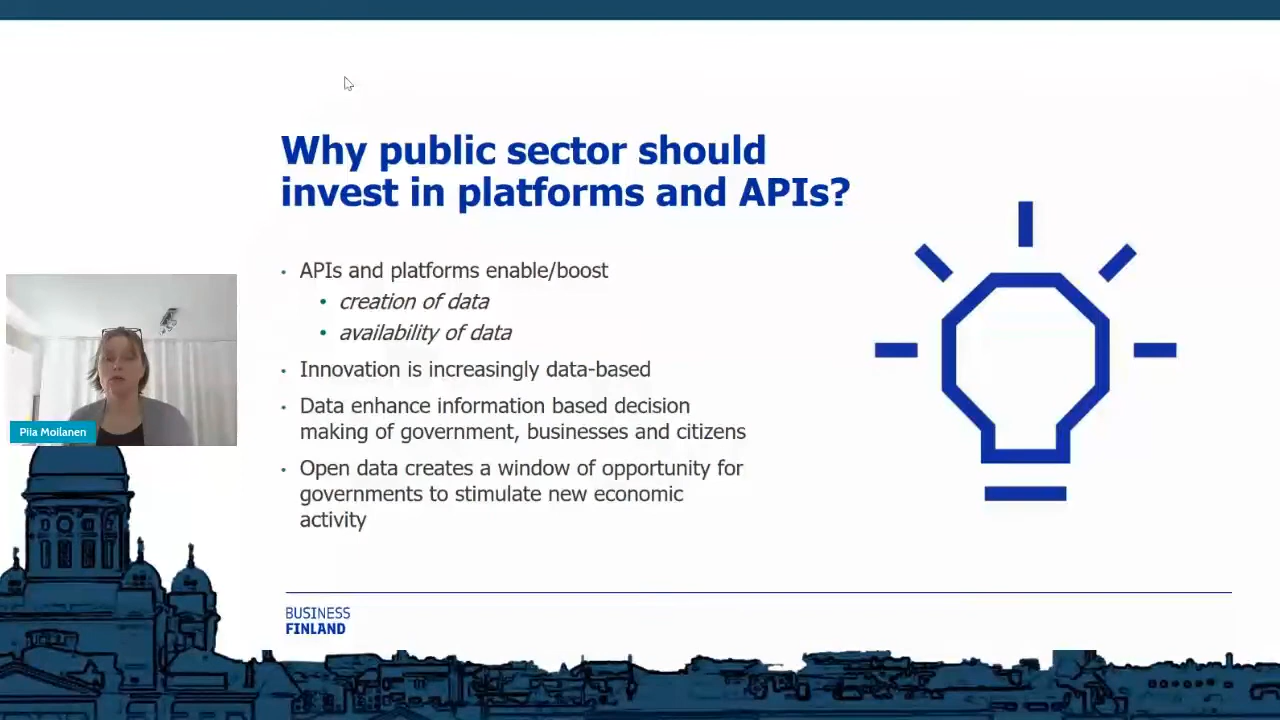 Why public sector should
invest in platforms and APIs?
• APIs and platforms enable/boost
• creation of data
• availability of data
• Innovation is increasingly data-based
• Data enhance information based decision
making of government, businesses and citizens
• Open data creates a window of opportunity for
governments to stimulate new economic
activity
Piia Moilanen
BUSINESS
FINLAND